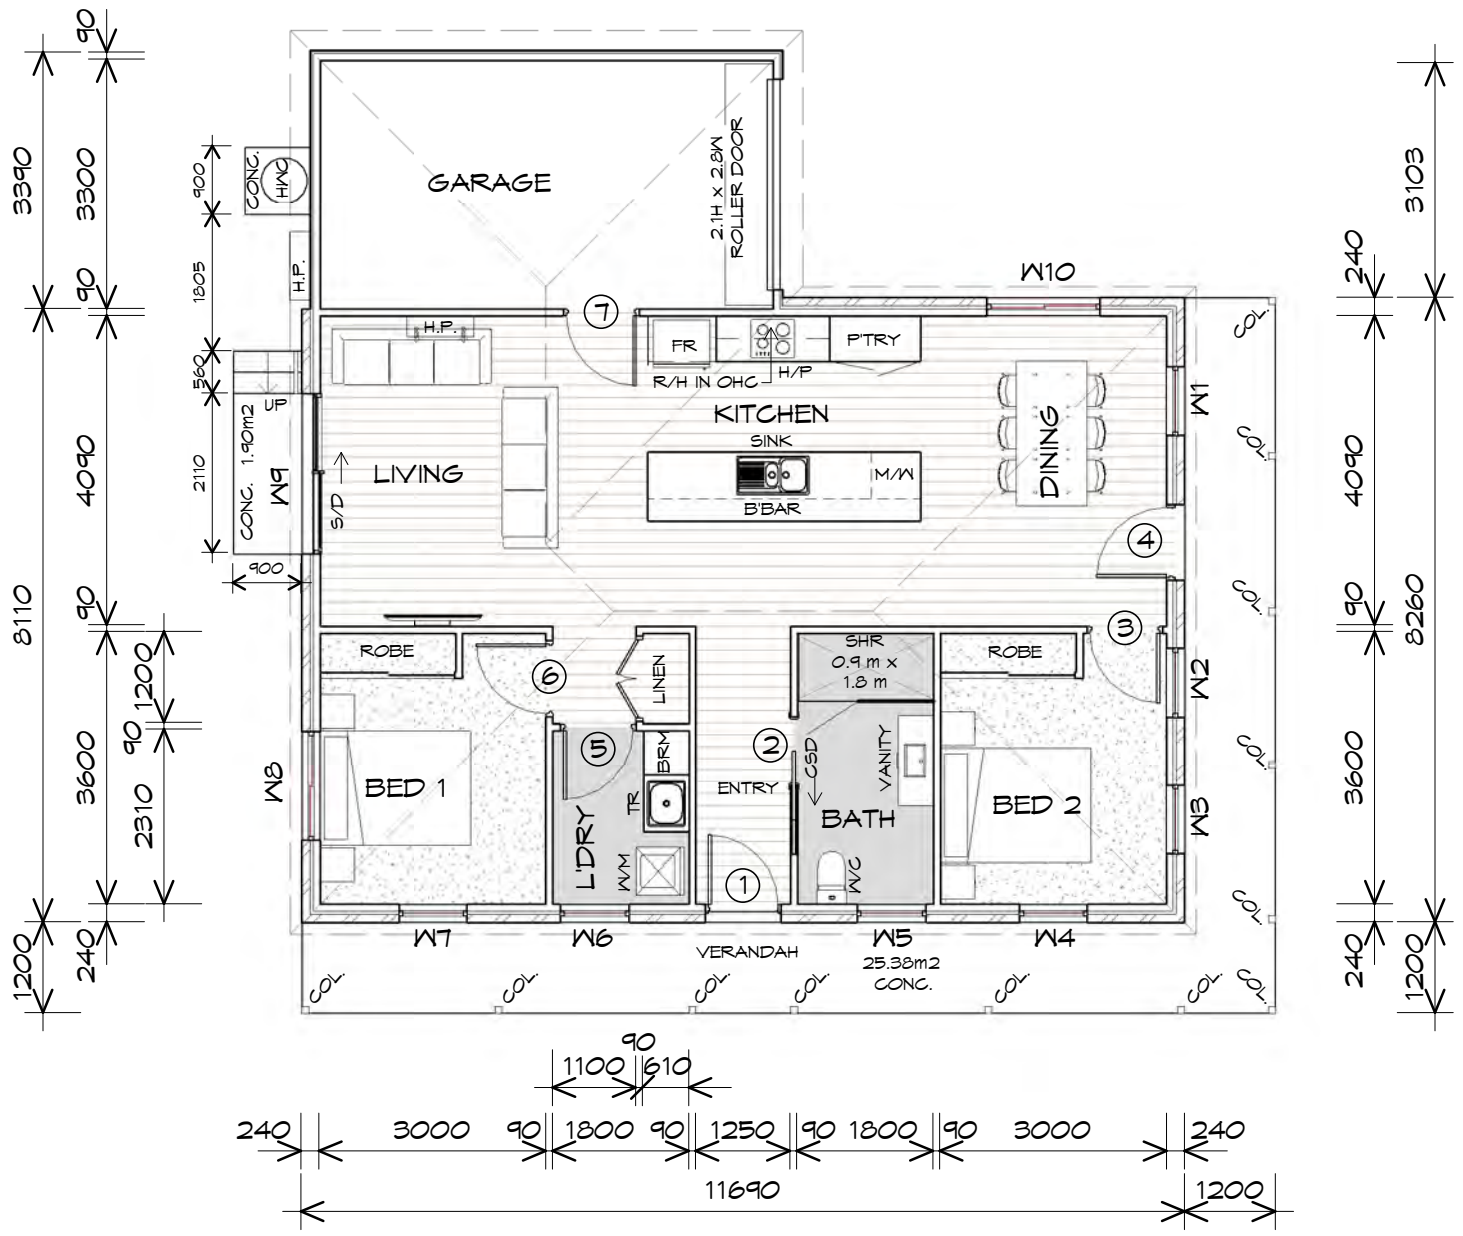 90
3390
3300
90
900
CONC.
HWC
1805
H.P.
GARAGE
2.1H x 2.8W
ROLLER DOOR
3103
240
W10
7
H.P.
FR
P'TRY
H/P
R/H IN OHC
560
UP
2110
CONC. 1.90m2
W9
S/D
900
LIVING
KITCHEN
SINK
M/W
B'BAR
DINING
W1
4
COL.
COL.
COL.
4090
4090
8110
8260
90
90
3
ROBE
6
LINEN
SHR
0.9 m x
1.8 m
ROBE
W2
1200
90
3600
2310
W8
BED 1
5
BRM
TR
L'DRY
W/M
2
ENTRY
CSD
VANITY
BATH
W/C
1
BED 2
W3
COL.
COL.
3600
W7
W6
W5
W4
VERANDAH
25.38m2
CONC.
1200
240
240
1200
COL.
COL.
COL.
COL.
COL.
COL.
COL.
90
1100
610
240
3000
90
1800
90
1250
90
1800
90
3000
240
11690
1200